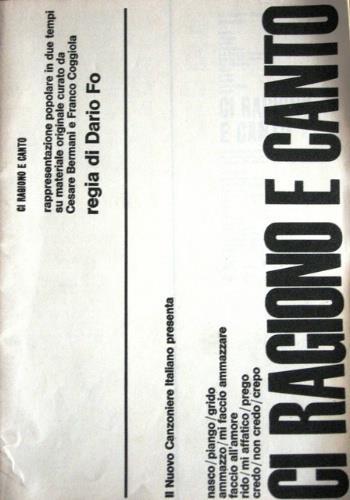 CI RAGIONO E CANTO
rappresentazione popolare in due tempi
su materiale originale curato da
Cesare Bermani e Franco Coggiola
regia di Dario Fo
Il Nuovo Canzoniere Italiano presenta
nasco/piango/grido
ammazzo/mi faccio ammazzare
faccio all'amore
rido/mi affatico/prego
credo/non credo/crepo
CI RAGIONO E CANTO